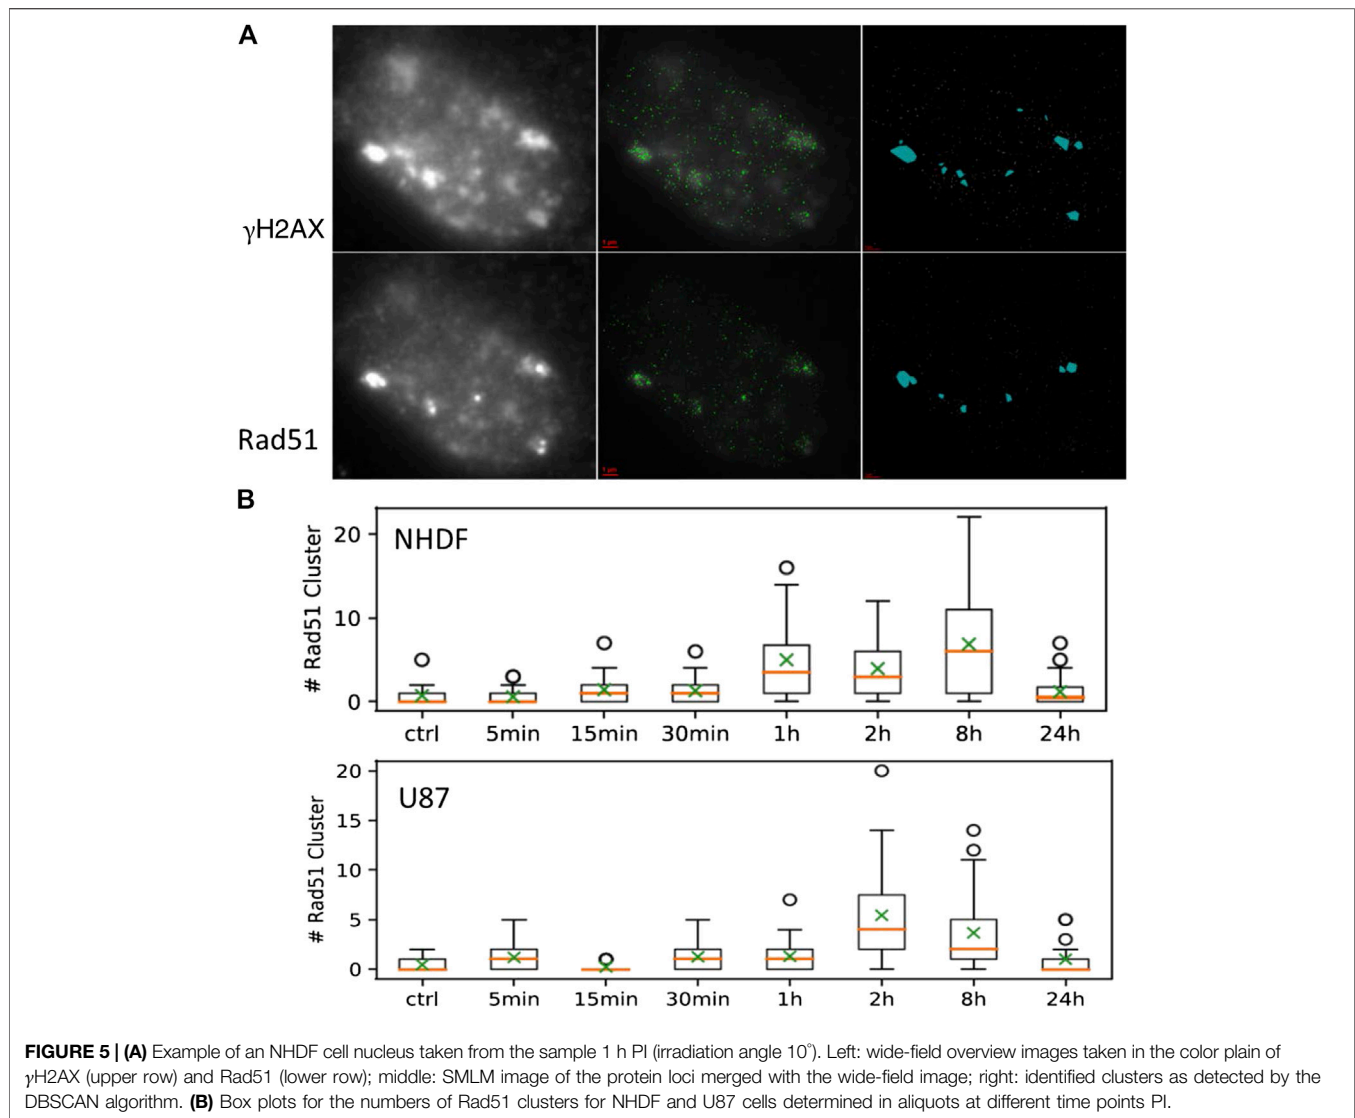 A
γH2AX
1 μm
Rad51
1 μm
B
NHDF
# Rad51 Cluster
20
10
0
ctrl 5min 15min 30min 1h 2h 8h 24h
U87
# Rad51 Cluster
20
15
10
5
0
ctrl 5min 15min 30min 1h 2h 8h 24h
FIGURE 5 | (A) Example of an NHDF cell nucleus taken from the sample 1 h PI (irradiation angle 10°). Left: wide-field overview images taken in the color plain of
γH2AX (upper row) and Rad51 (lower row); middle: SMLM image of the protein loci merged with the wide-field image; right: identified clusters as detected by the
DBSCAN algorithm. (B) Box plots for the numbers of Rad51 clusters for NHDF and U87 cells determined in aliquots at different time points PI.